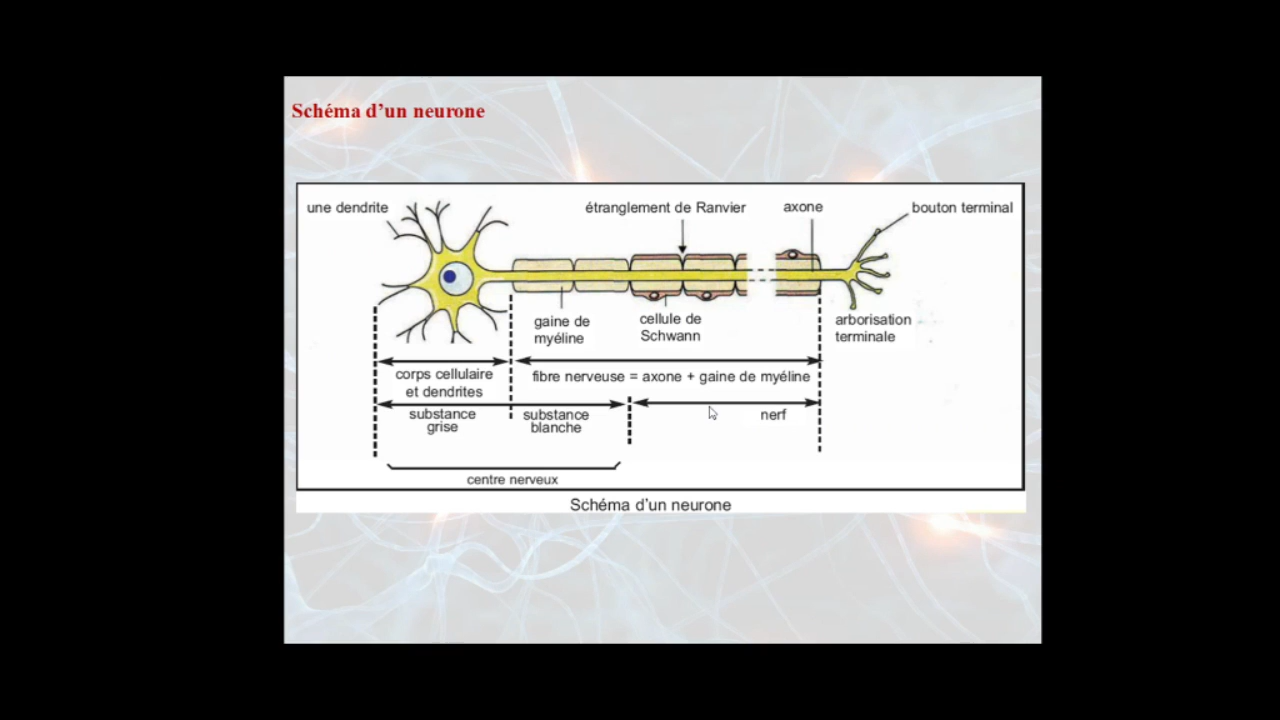 Schéma d'un neurone
une dendrite
étranglement de Ranvier
axone
bouton terminal
gaine de
myéline
cellule de
Schwann
arborisation
terminale
corps cellulaire
et dendrites
fibre nerveuse = axone + gaine de myéline
substance
grise
substance
blanche
nerf
centre nerveux
Schéma d'un neurone